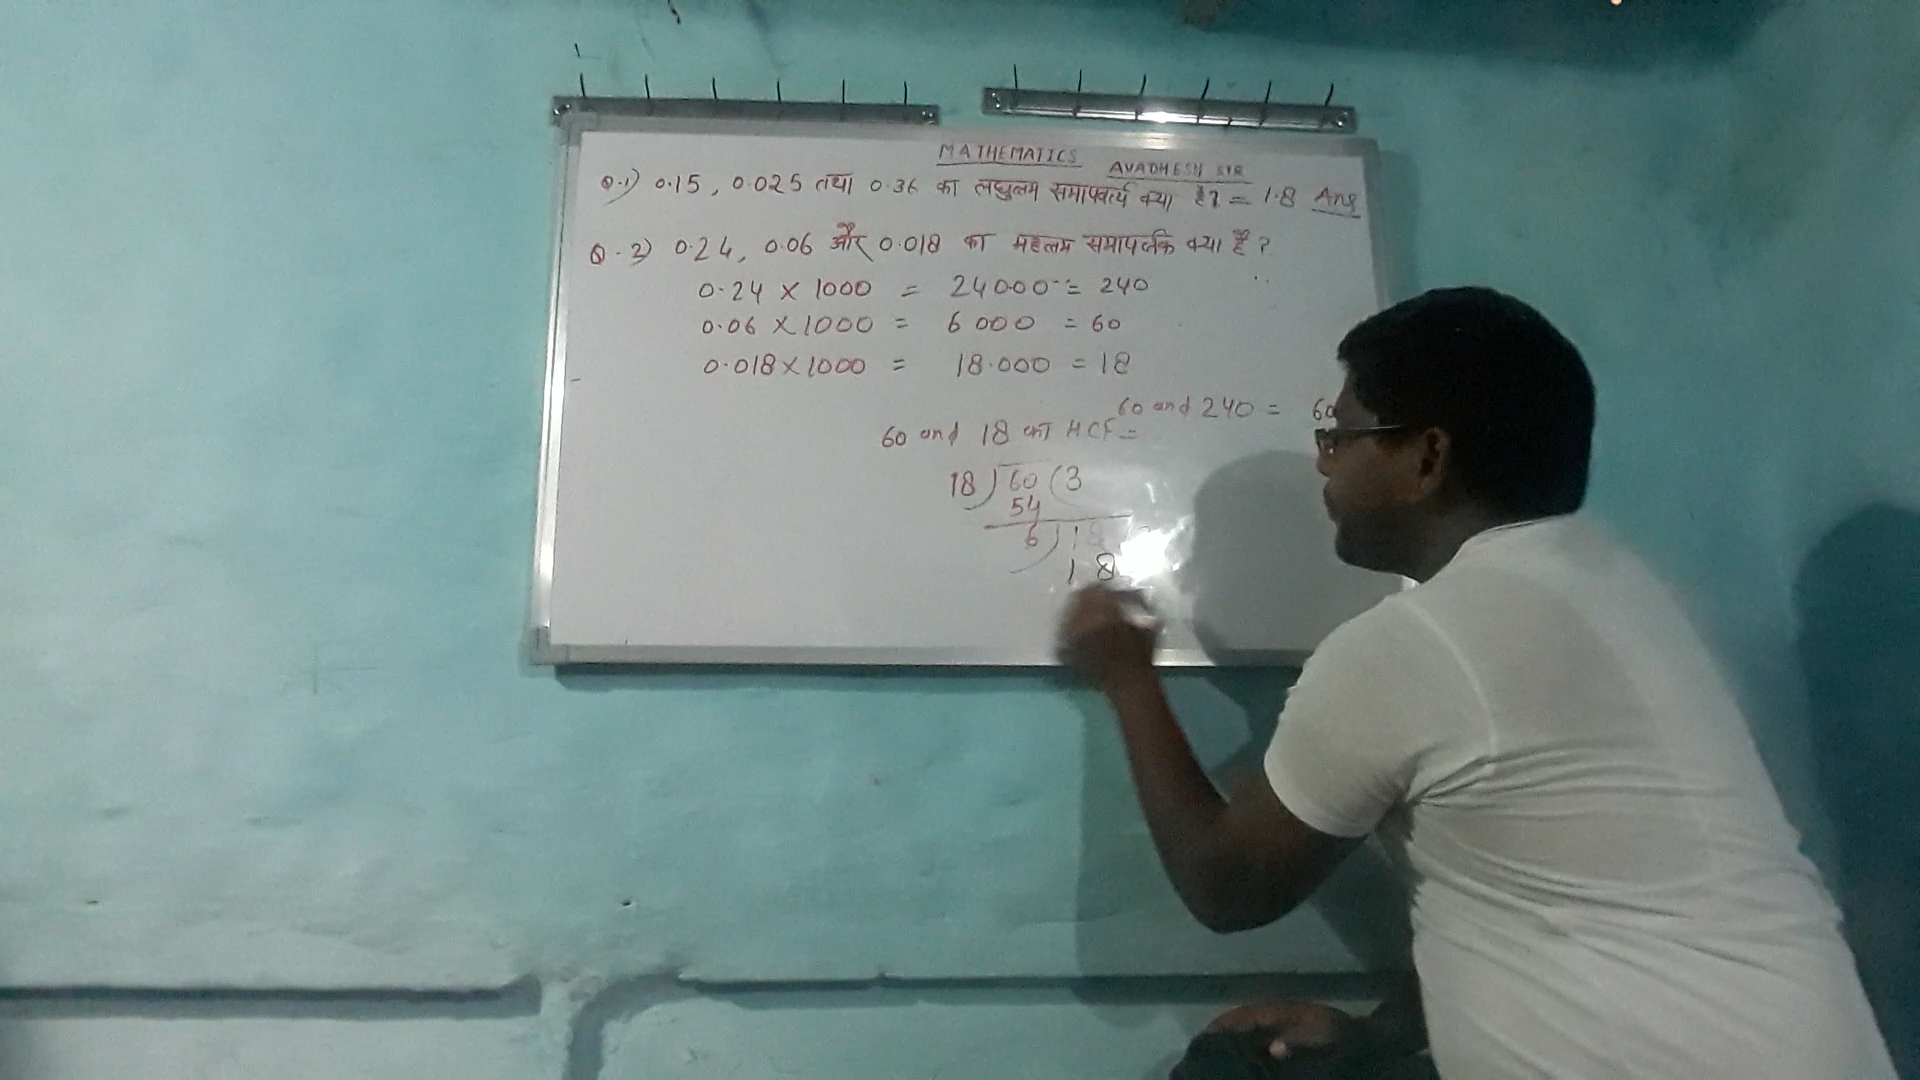 MATHEMATICS
AVADHESH SIR
Q.1) 0.15, 0.025 तथा 0.36 का लघुत्तम समापवर्त्य क्या है? = 1.8 Ans
Q.2) 0.24, 0.06 और 0.018 का महत्तम समापर्वतक क्या है?
0.24 × 1000 = 24000 = 240
0.06 × 1000 = 6000 = 60
0.018 × 1000 = 18.000 = 18
60 and 240 = 60
60 and 18 का HCF =
18 ) 60 ( 3
54
6 ) 18
18